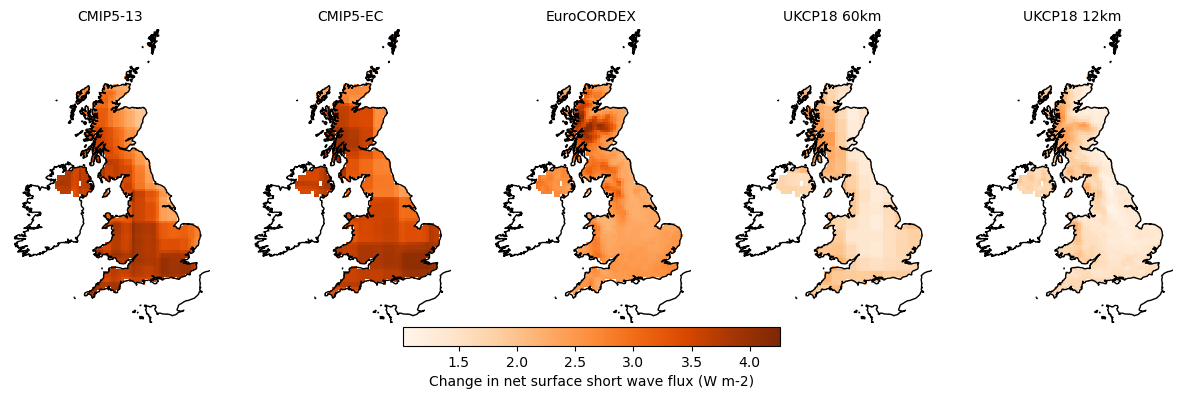 CMIP5-13 CMIP5-EC EuroCORDEX UKCP18 60km UKCP18 12km
1.5 2.0 2.5 3.0 3.5 4.0
Change in net surface short wave flux (W m-2)